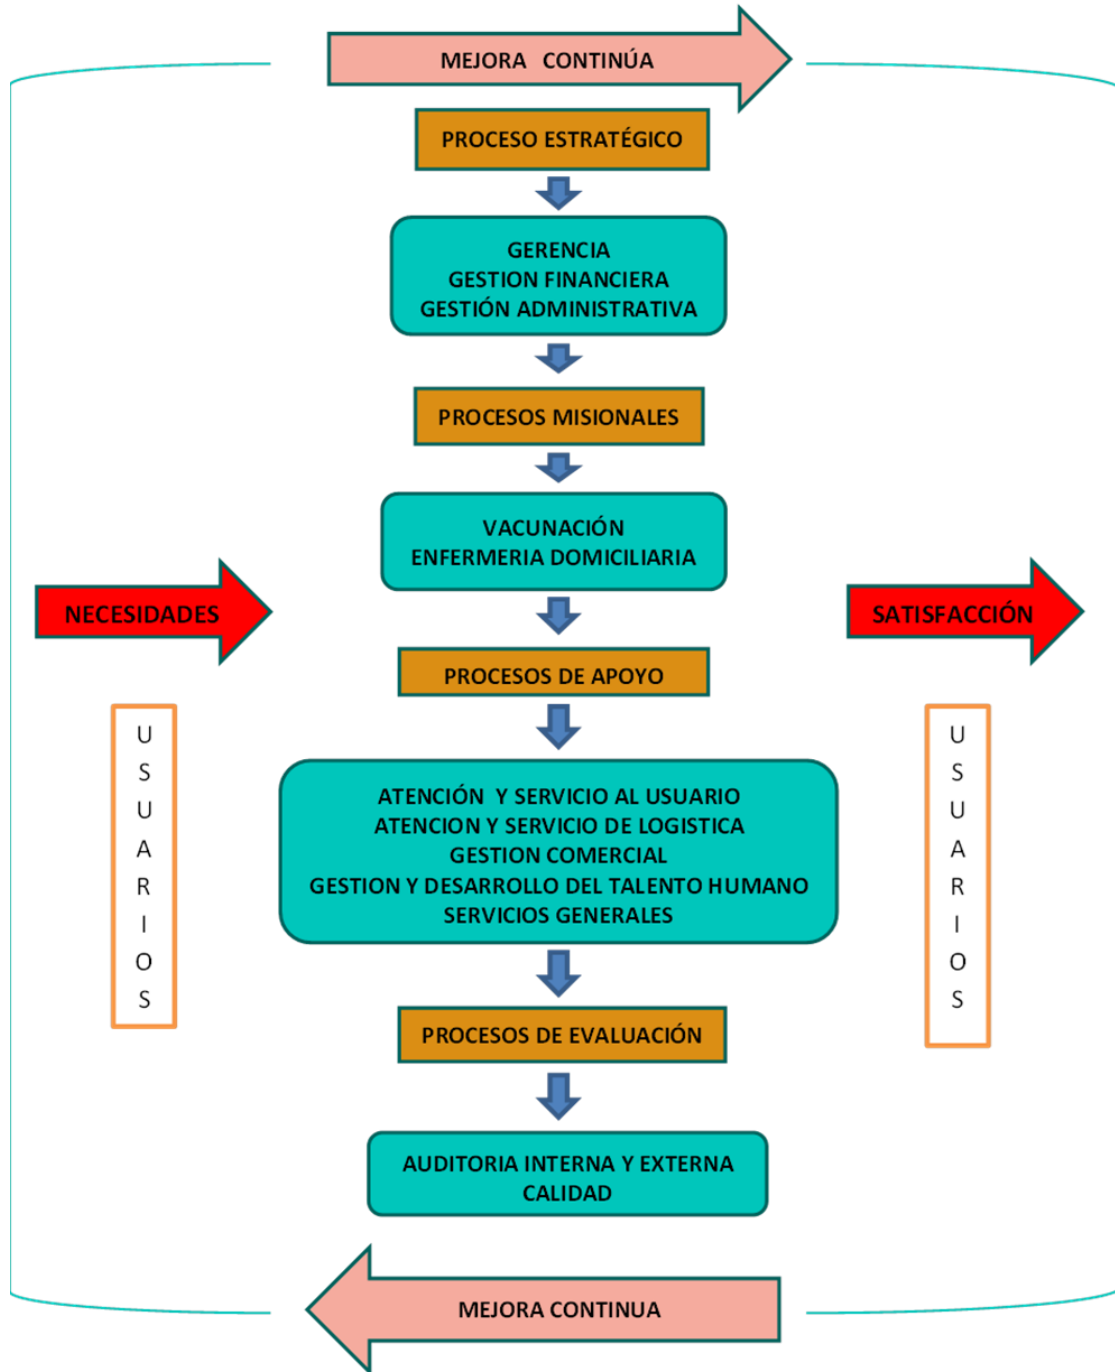 MEJORA CONTINÚA
PROCESO ESTRATÉGICO
GERENCIA
GESTION FINANCIERA
GESTIÓN ADMINISTRATIVA
PROCESOS MISIONALES
VACUNACIÓN
ENFERMERIA DOMICILIARIA
NECESIDADES
SATISFACCIÓN
PROCESOS DE APOYO
USUARIOS
USUARIOS
ATENCIÓN Y SERVICIO AL USUARIO
ATENCION Y SERVICIO DE LOGISTICA
GESTION COMERCIAL
GESTION Y DESARROLLO DEL TALENTO HUMANO
SERVICIOS GENERALES
PROCESOS DE EVALUACIÓN
AUDITORIA INTERNA Y EXTERNA
CALIDAD
MEJORA CONTINUA